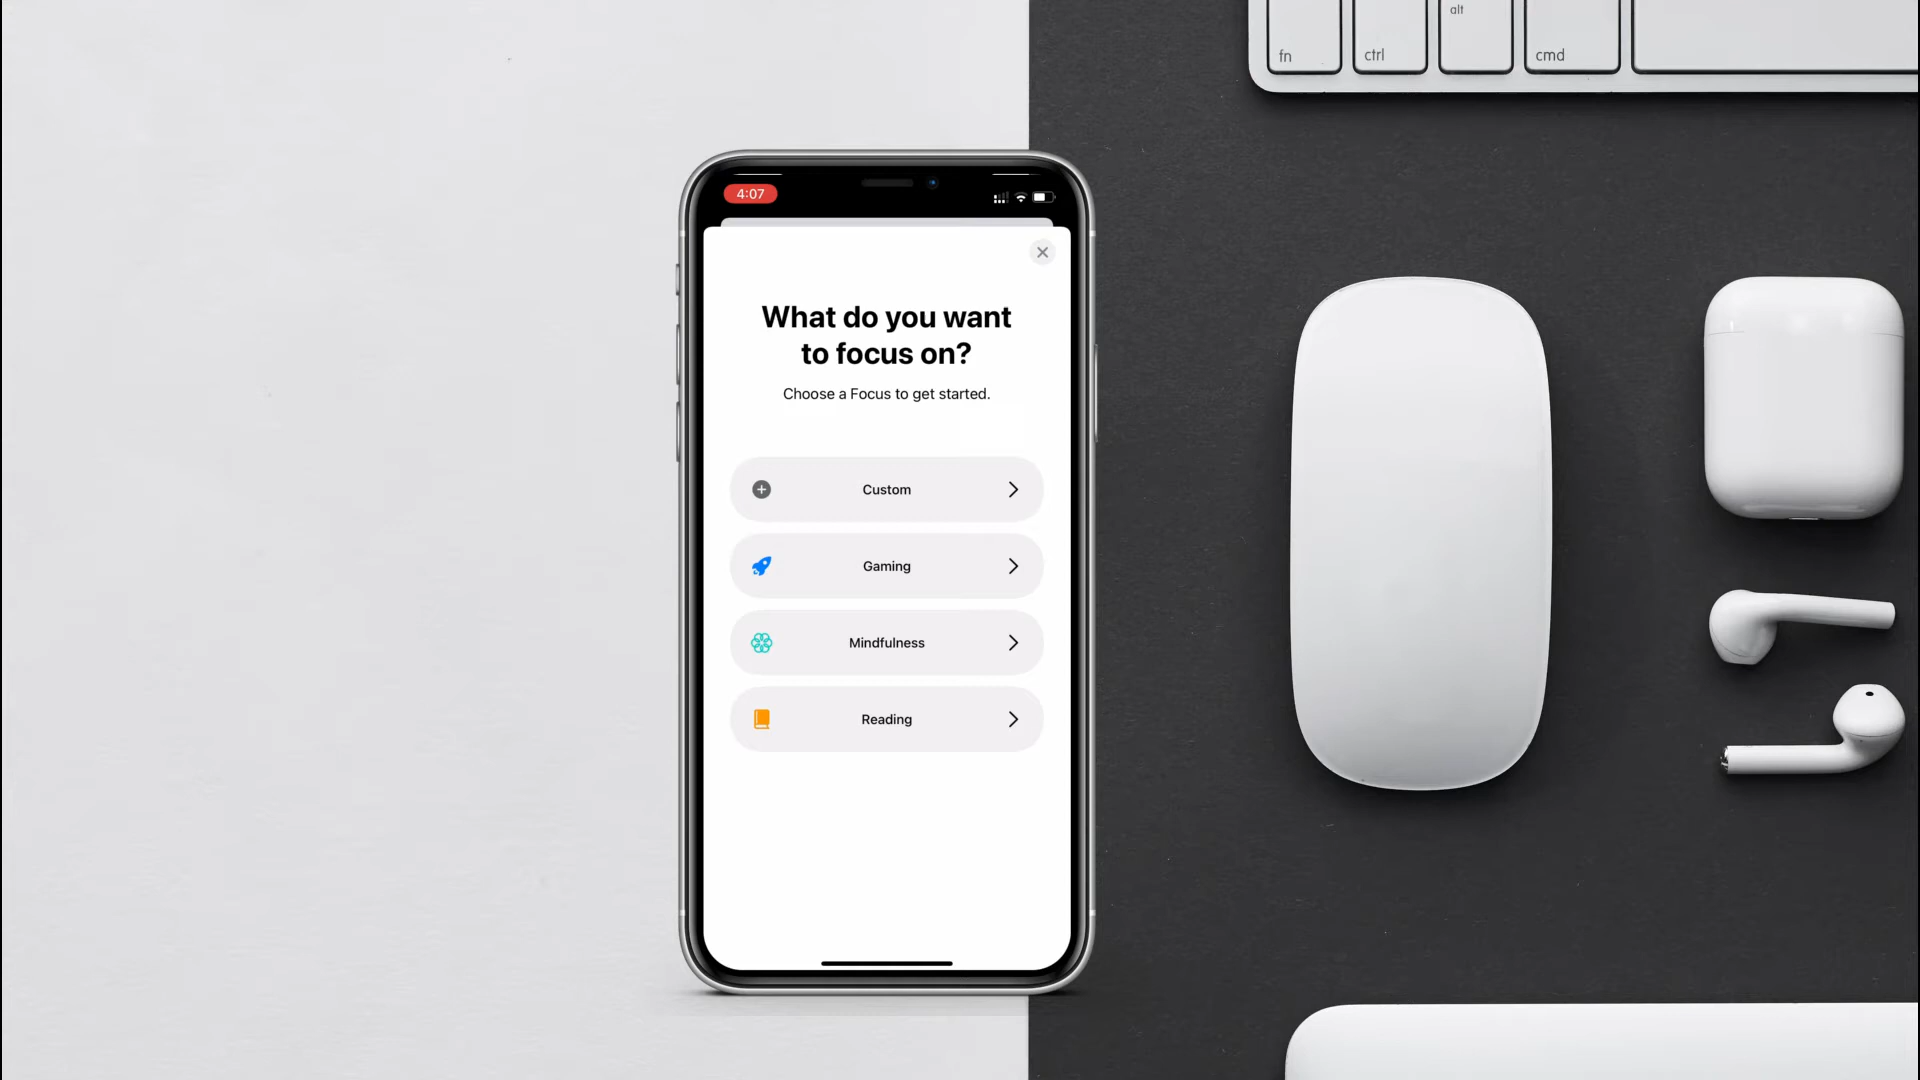 alt
fn
ctrl
cmd
4:07
What do you want
to focus on?
Choose a Focus to get started.
Custom
Gaming
Mindfulness
Reading